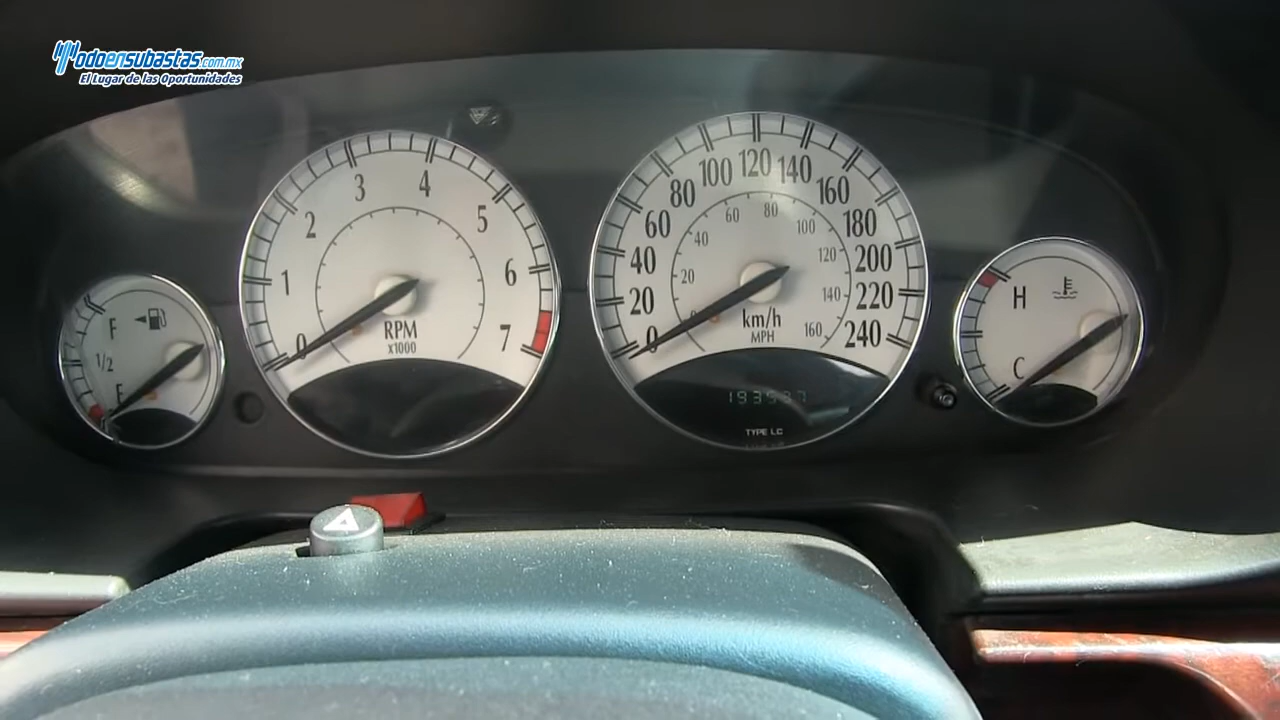 Todoensubastas.com.mx
El Lugar de las Oportunidades
F
1/2
E
0
1
2
3
4
5
6
7
RPM
x1000
0
20
40
60
80
100
120
140
160
180
200
220
240
20
40
60
80
100
120
140
160
km/h
MPH
TYPE LC
H
C